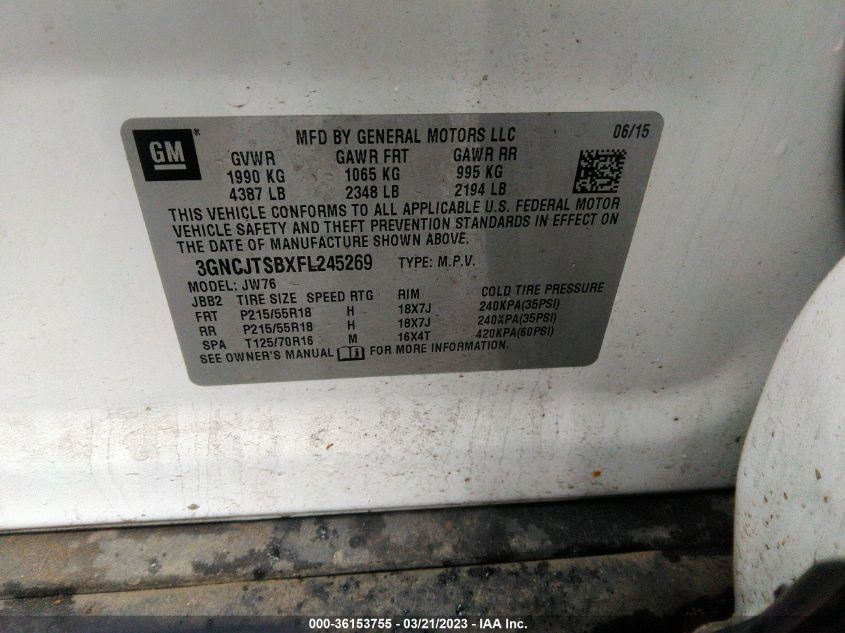 GM ®
MFD BY GENERAL MOTORS LLC
06/15
GVWR GAWR FRT GAWR RR
1990 KG 1065 KG 995 KG
4387 LB 2348 LB 2194 LB
THIS VEHICLE CONFORMS TO ALL APPLICABLE U.S. FEDERAL MOTOR
VEHICLE SAFETY AND THEFT PREVENTION STANDARDS IN EFFECT ON
THE DATE OF MANUFACTURE SHOWN ABOVE.
3GNCJTSBXFL245269 TYPE: M.P.V.
MODEL: JW76
JBB2 TIRE SIZE SPEED RTG RIM COLD TIRE PRESSURE
FRT P215/55R18 H 18X7J 240KPA(35PSI)
RR P215/55R18 H 18X7J 240KPA(35PSI)
SPA T125/70R16 M 16X4T 420KPA(60PSI)
SEE OWNER'S MANUAL FOR MORE INFORMATION.
000-36153755 - 03/21/2023 - IAA Inc.